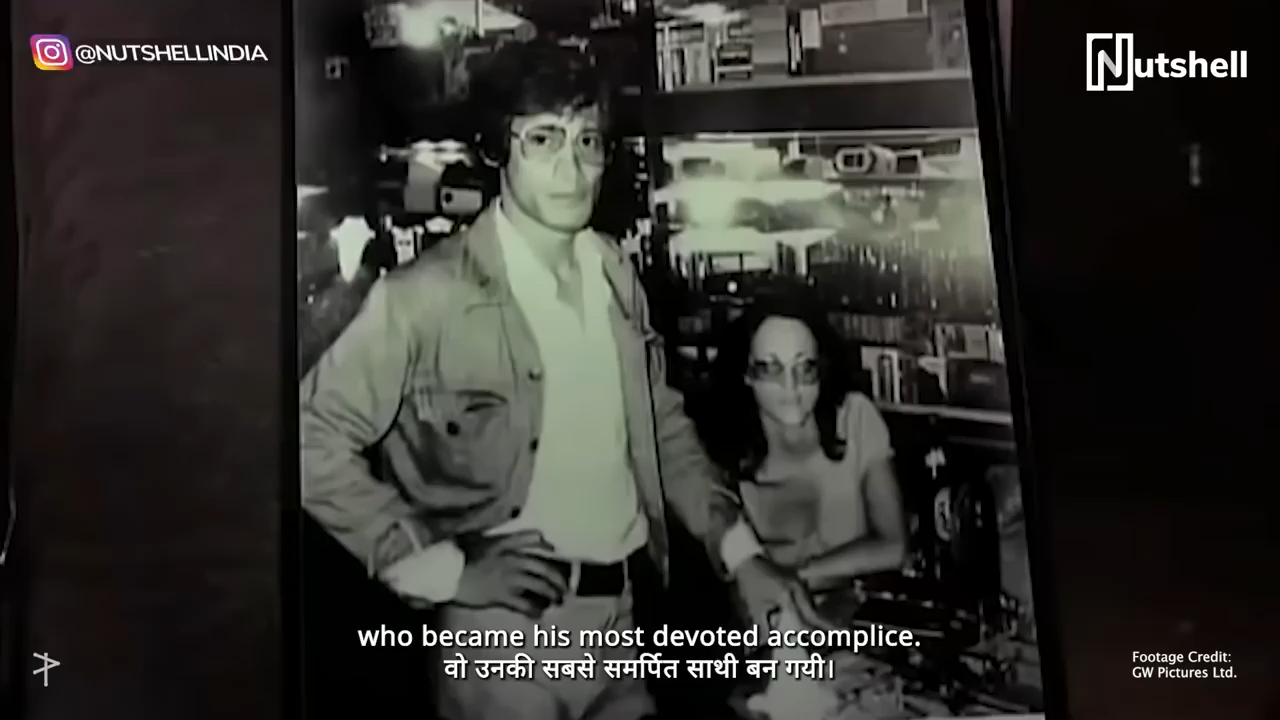 @NUTSHELLINDIA
Nutshell
who became his most devoted accomplice.
वो उनकी सबसे समर्पित साथी बन गयी।
Footage Credit:
GW Pictures Ltd.